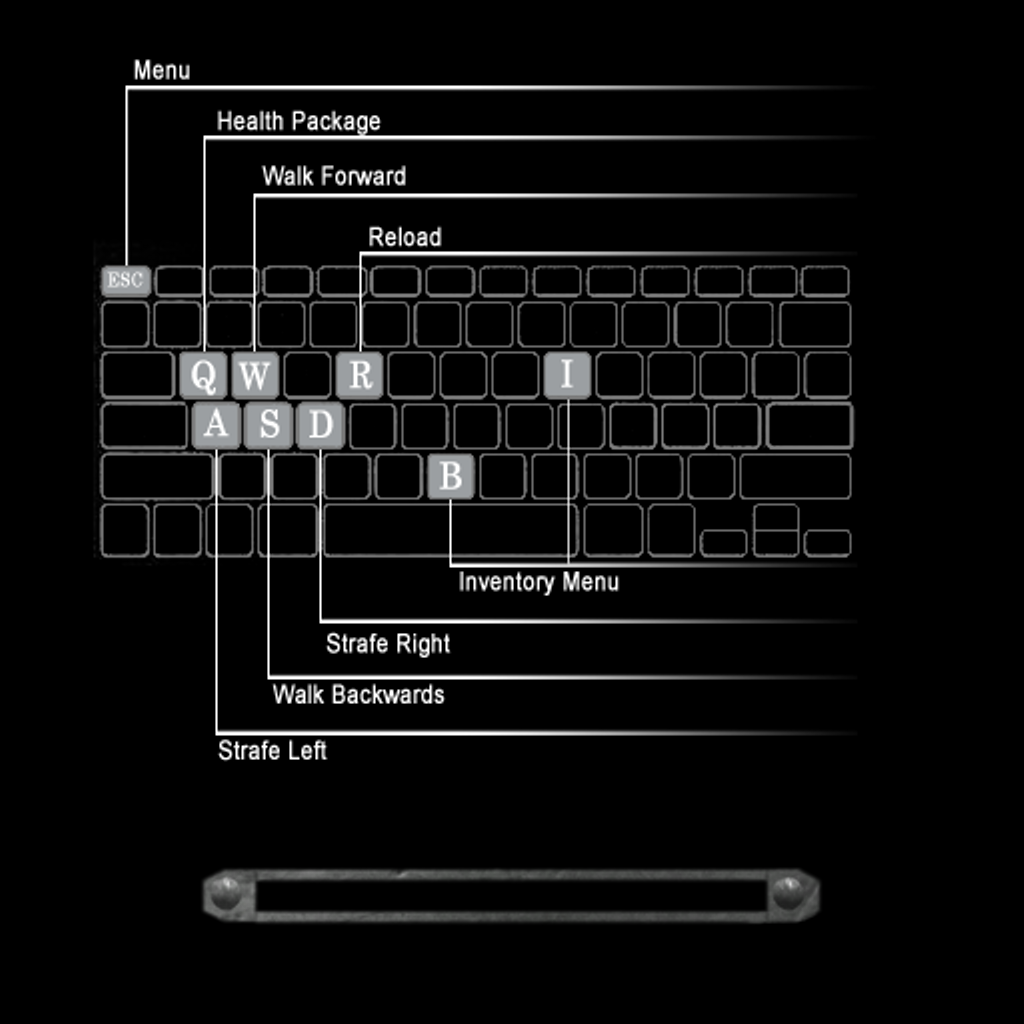 Menu
Health Package
Walk Forward
Reload
ESC
Q W R I
A S D
B
Inventory Menu
Strafe Right
Walk Backwards
Strafe Left